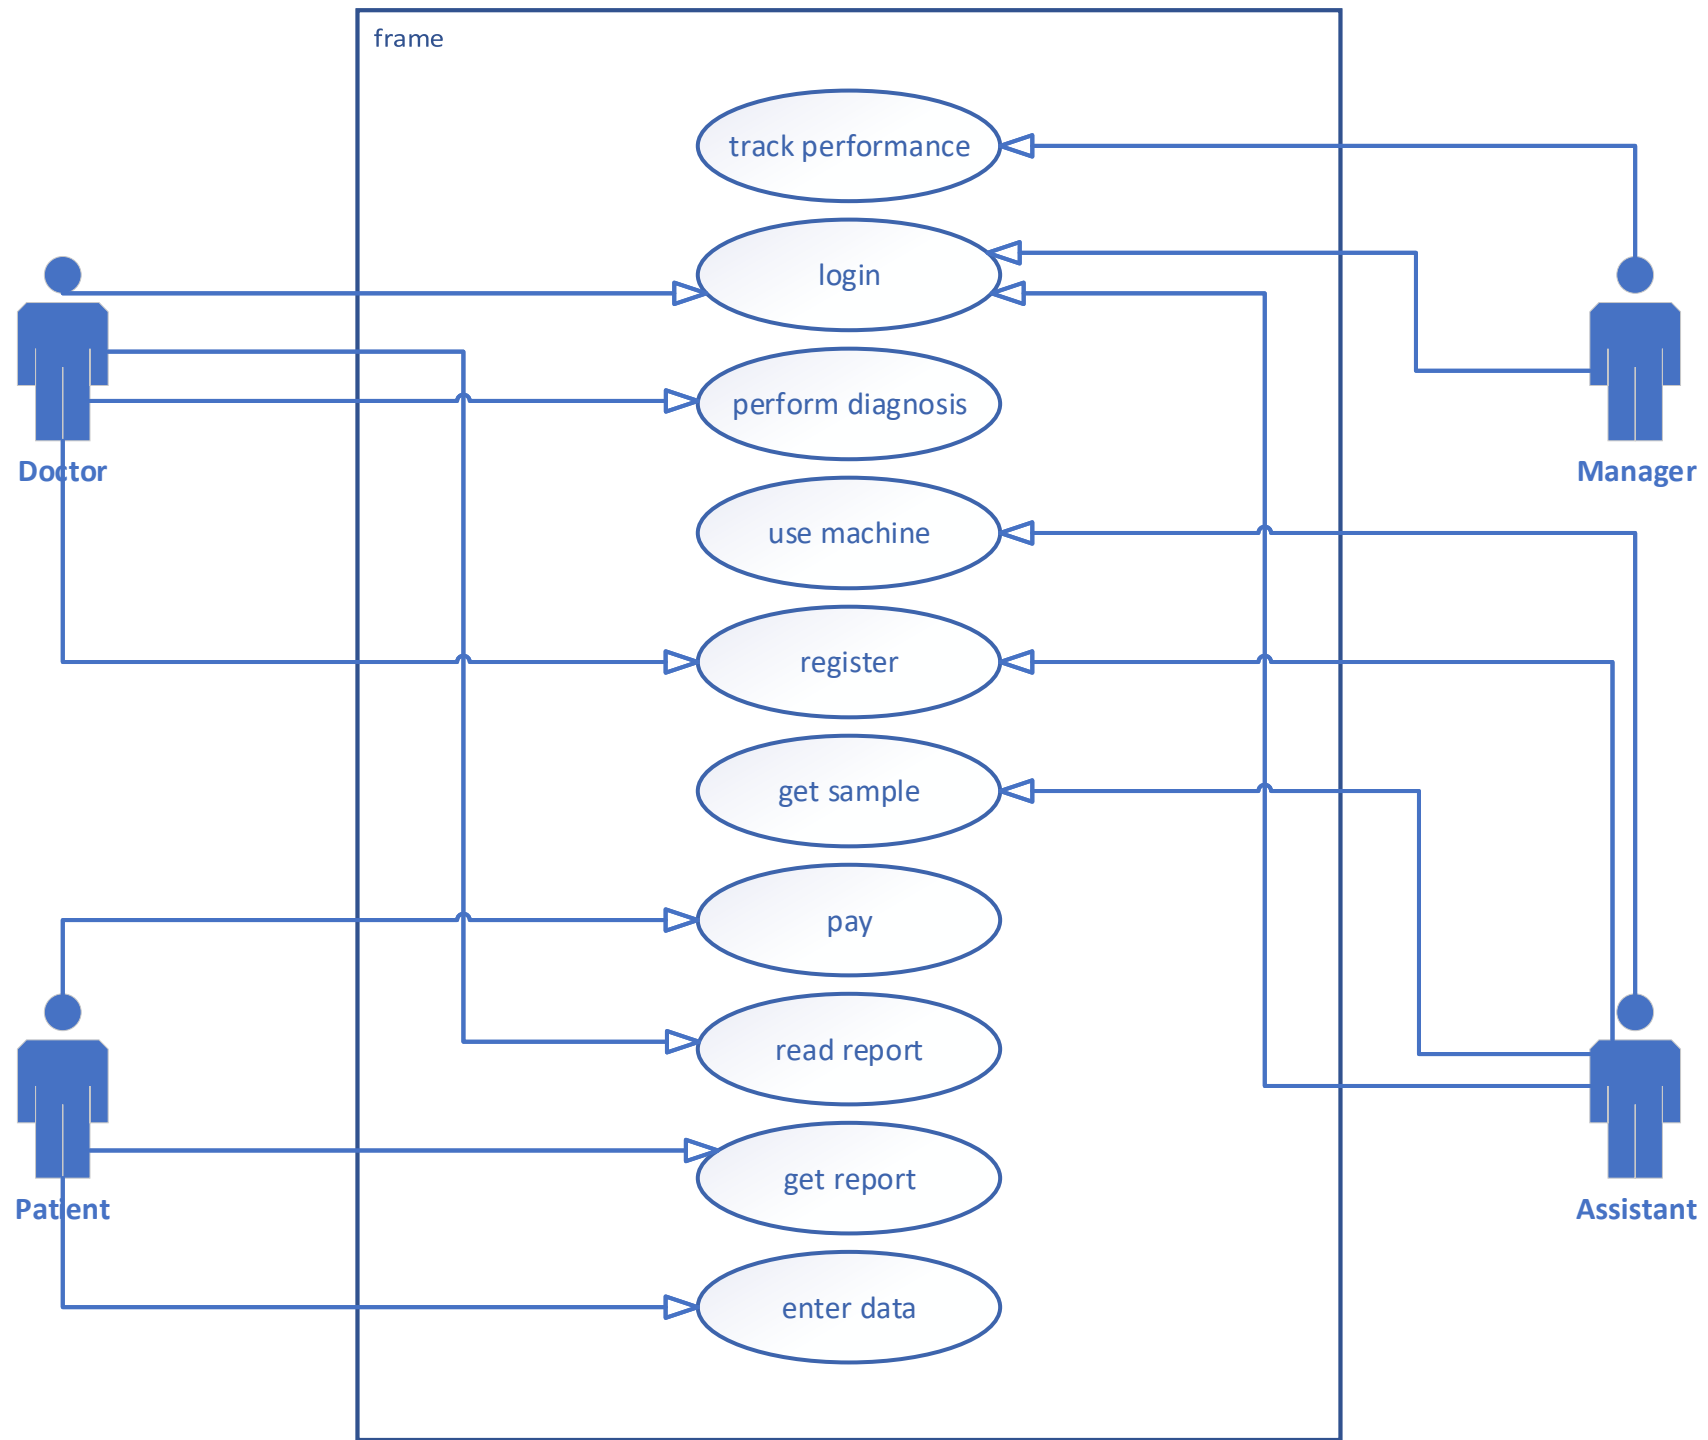 frame
track performance
login
perform diagnosis
Doctor
Manager
use machine
register
get sample
pay
read report
get report
Patient
Assistant
enter data